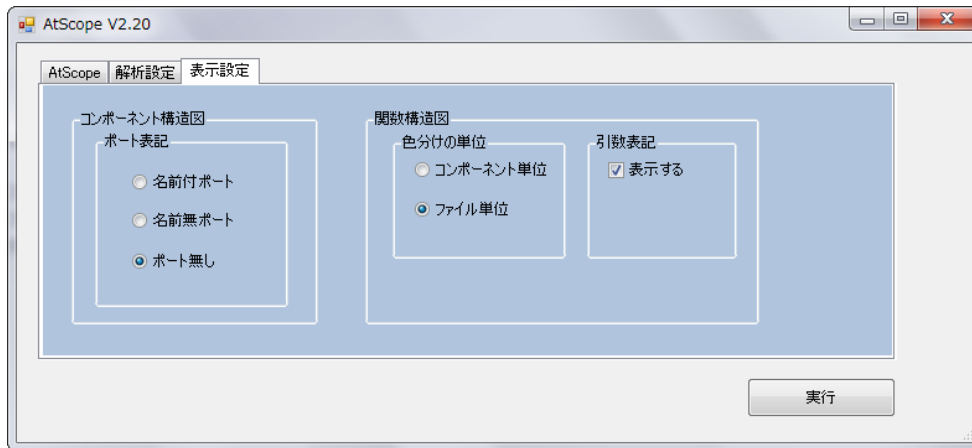 AtScope V2.20
AtScope 解析設定 表示設定
コンポーネント構造図
ポート表記
名前付ポート
名前無ポート
ポート無し
関数構造図
色分けの単位
コンポーネント単位
ファイル単位
引数表記
表示する
実行